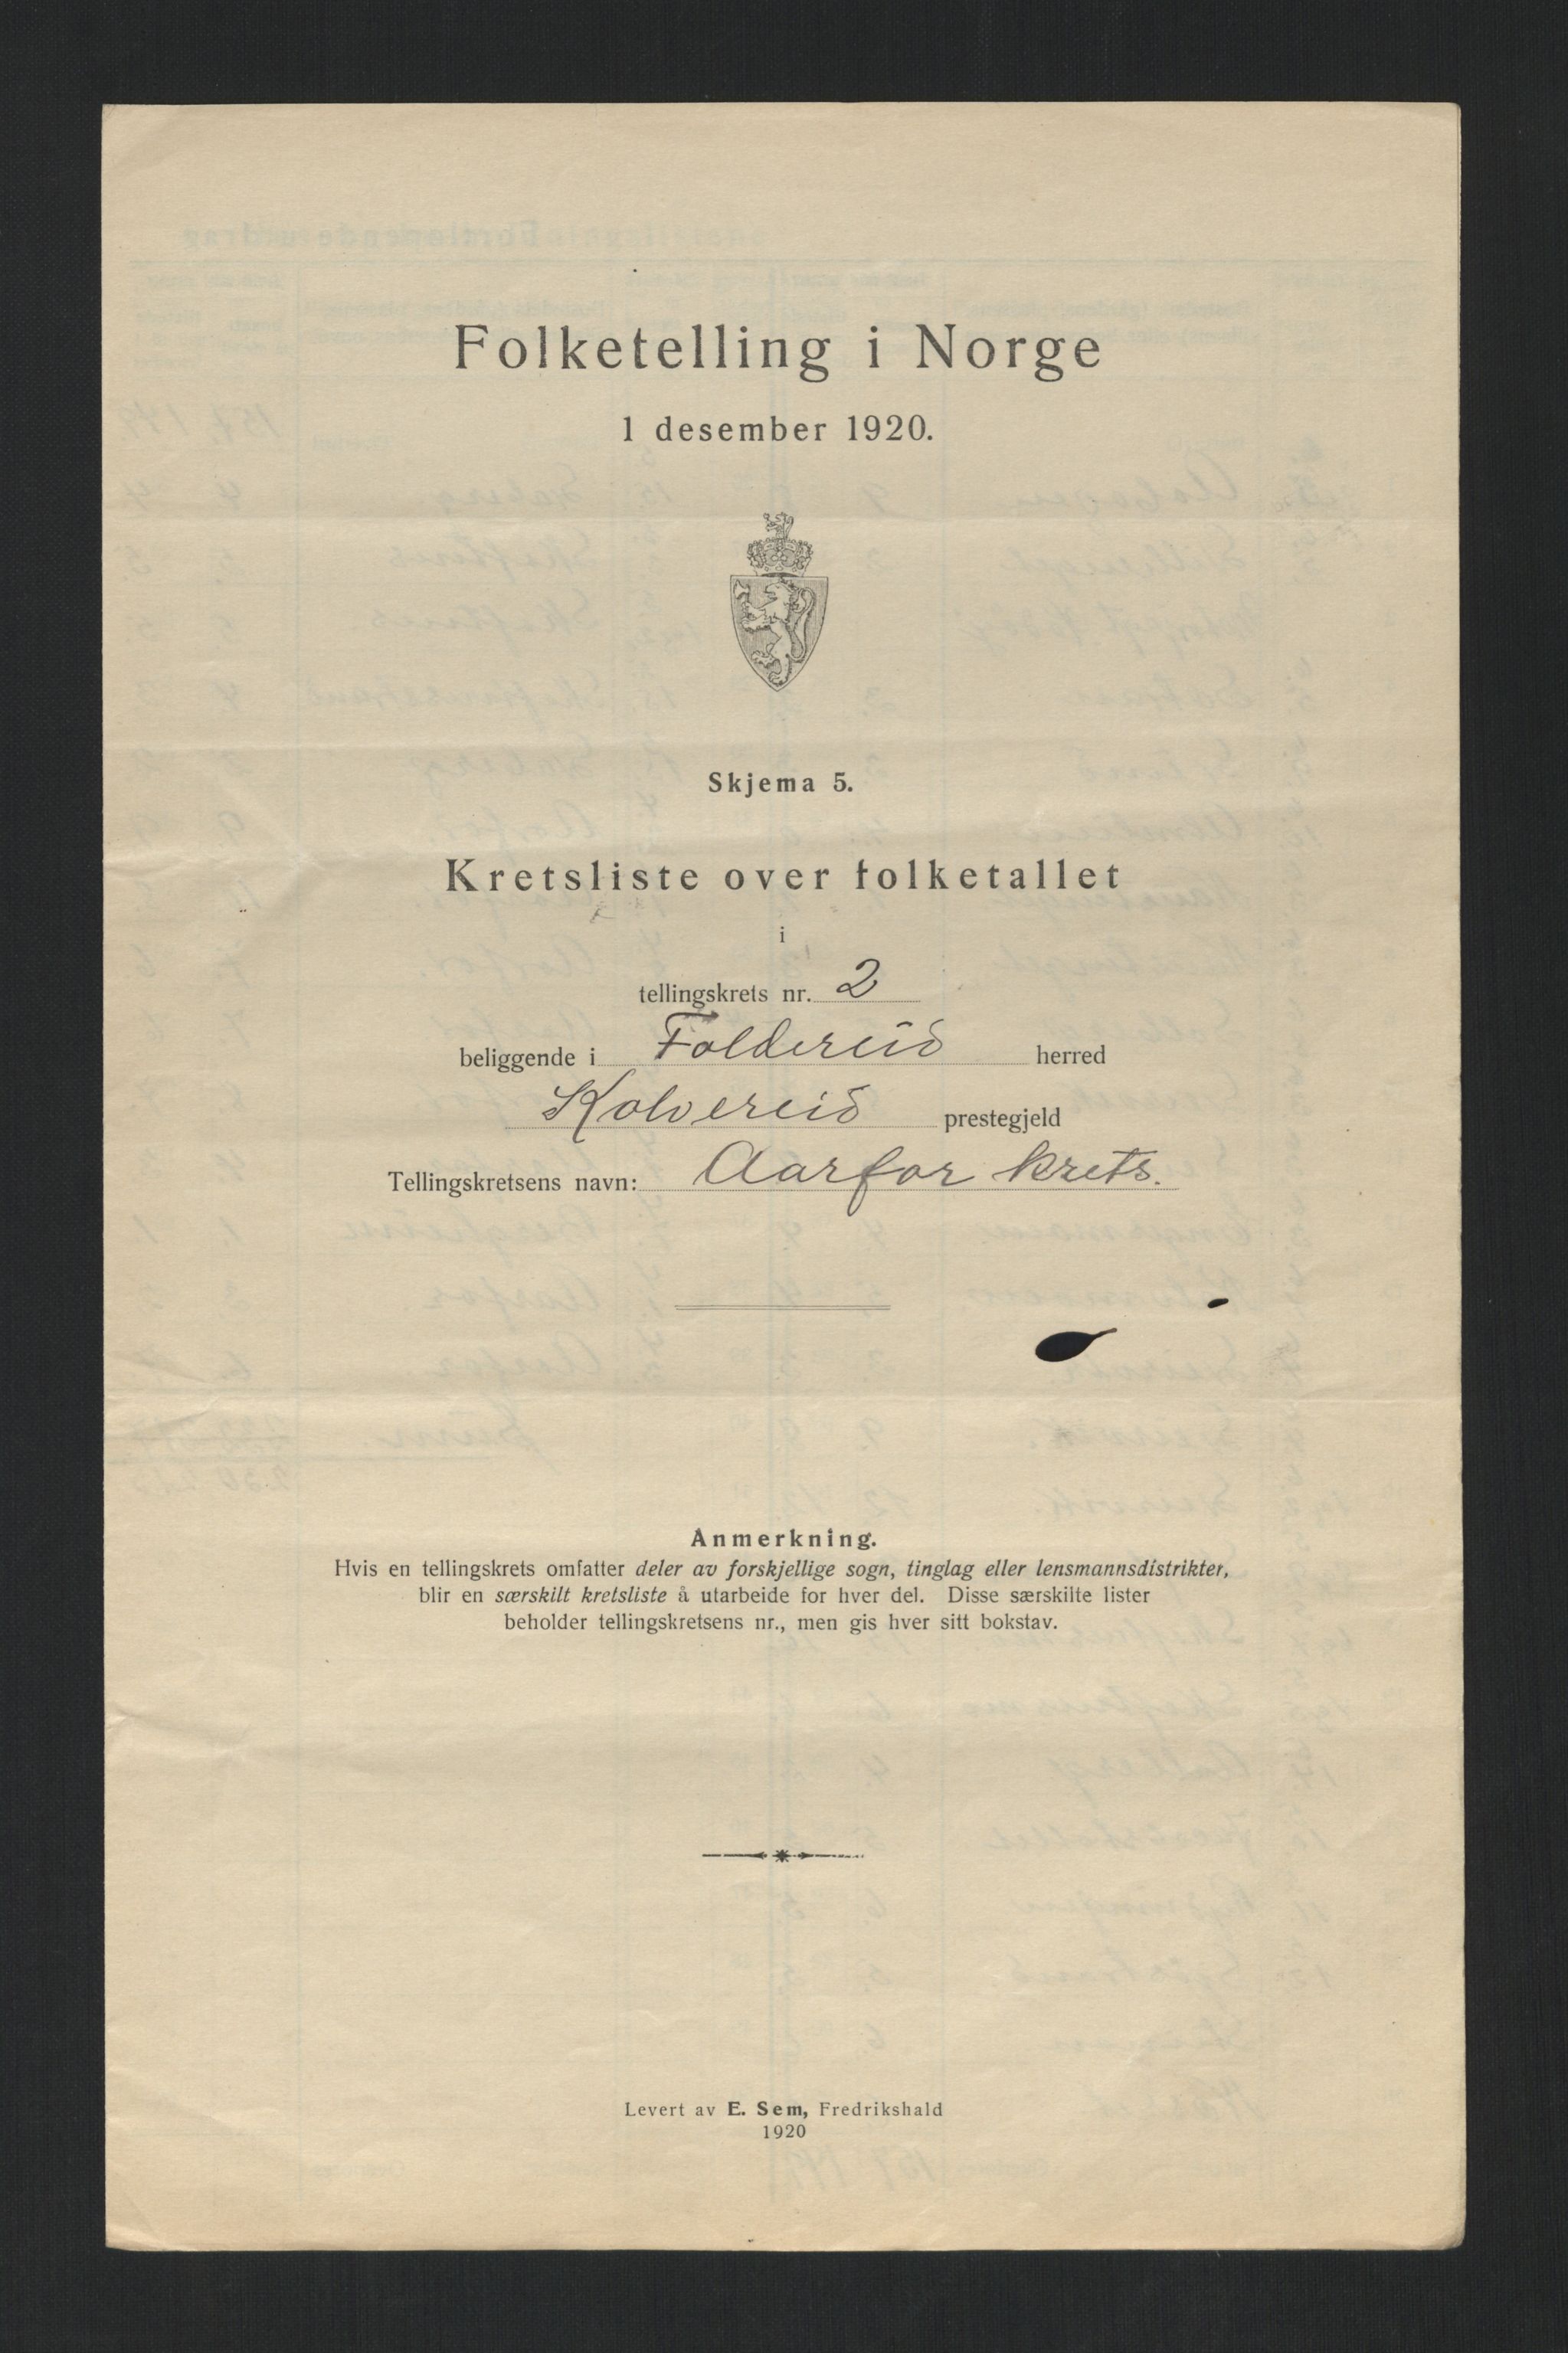 Folketelling i Norge
1 desember 1920.
Skjema 5.
Kretsliste over folketallet
i
tellingskrets nr. 2
beliggende i Foldereid herred
Kolvereid prestegjeld
Tellingskretsens navn: Aarfor krets.
Anmerkning.
Hvis en tellingskrets omfatter deler av forskjellige sogn, tinglag eller lensmannsdistrikter,
blir en særskilt kretsliste å utarbeide for hver del. Disse særskilte lister
beholder tellingskretsens nr., men gis hver sitt bokstav.
Levert av E. Sem, Fredrikshald
1920